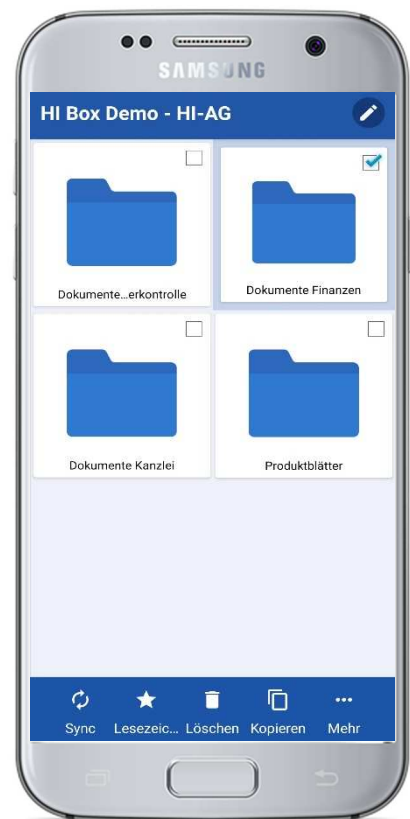 SAMSUNG
HI Box Demo - HI-AG
Dokumente...erkontrolle
Dokumente Finanzen
Dokumente Kanzlei
Produktblätter
Sync Lesezeic... Löschen Kopieren Mehr